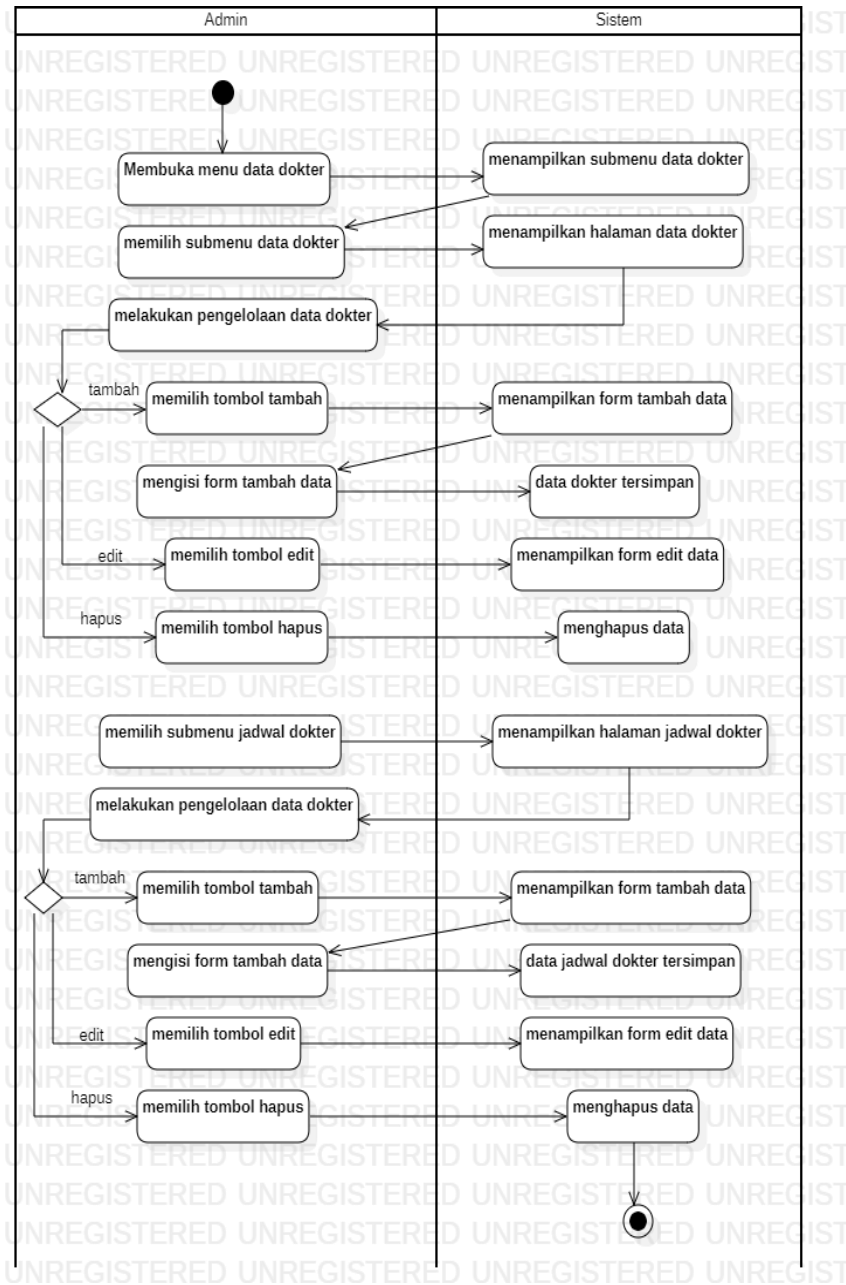 Admin
Sistem
Membuka menu data dokter
menampilkan submenu data dokter
memilih submenu data dokter
menampilkan halaman data dokter
melakukan pengelolaan data dokter
tambah
memilih tombol tambah
menampilkan form tambah data
mengisi form tambah data
data dokter tersimpan
edit
memilih tombol edit
menampilkan form edit data
hapus
memilih tombol hapus
menghapus data
memilih submenu jadwal dokter
menampilkan halaman jadwal dokter
melakukan pengelolaan data dokter
tambah
memilih tombol tambah
menampilkan form tambah data
mengisi form tambah data
data jadwal dokter tersimpan
edit
memilih tombol edit
menampilkan form edit data
hapus
memilih tombol hapus
menghapus data
UNREGISTERED